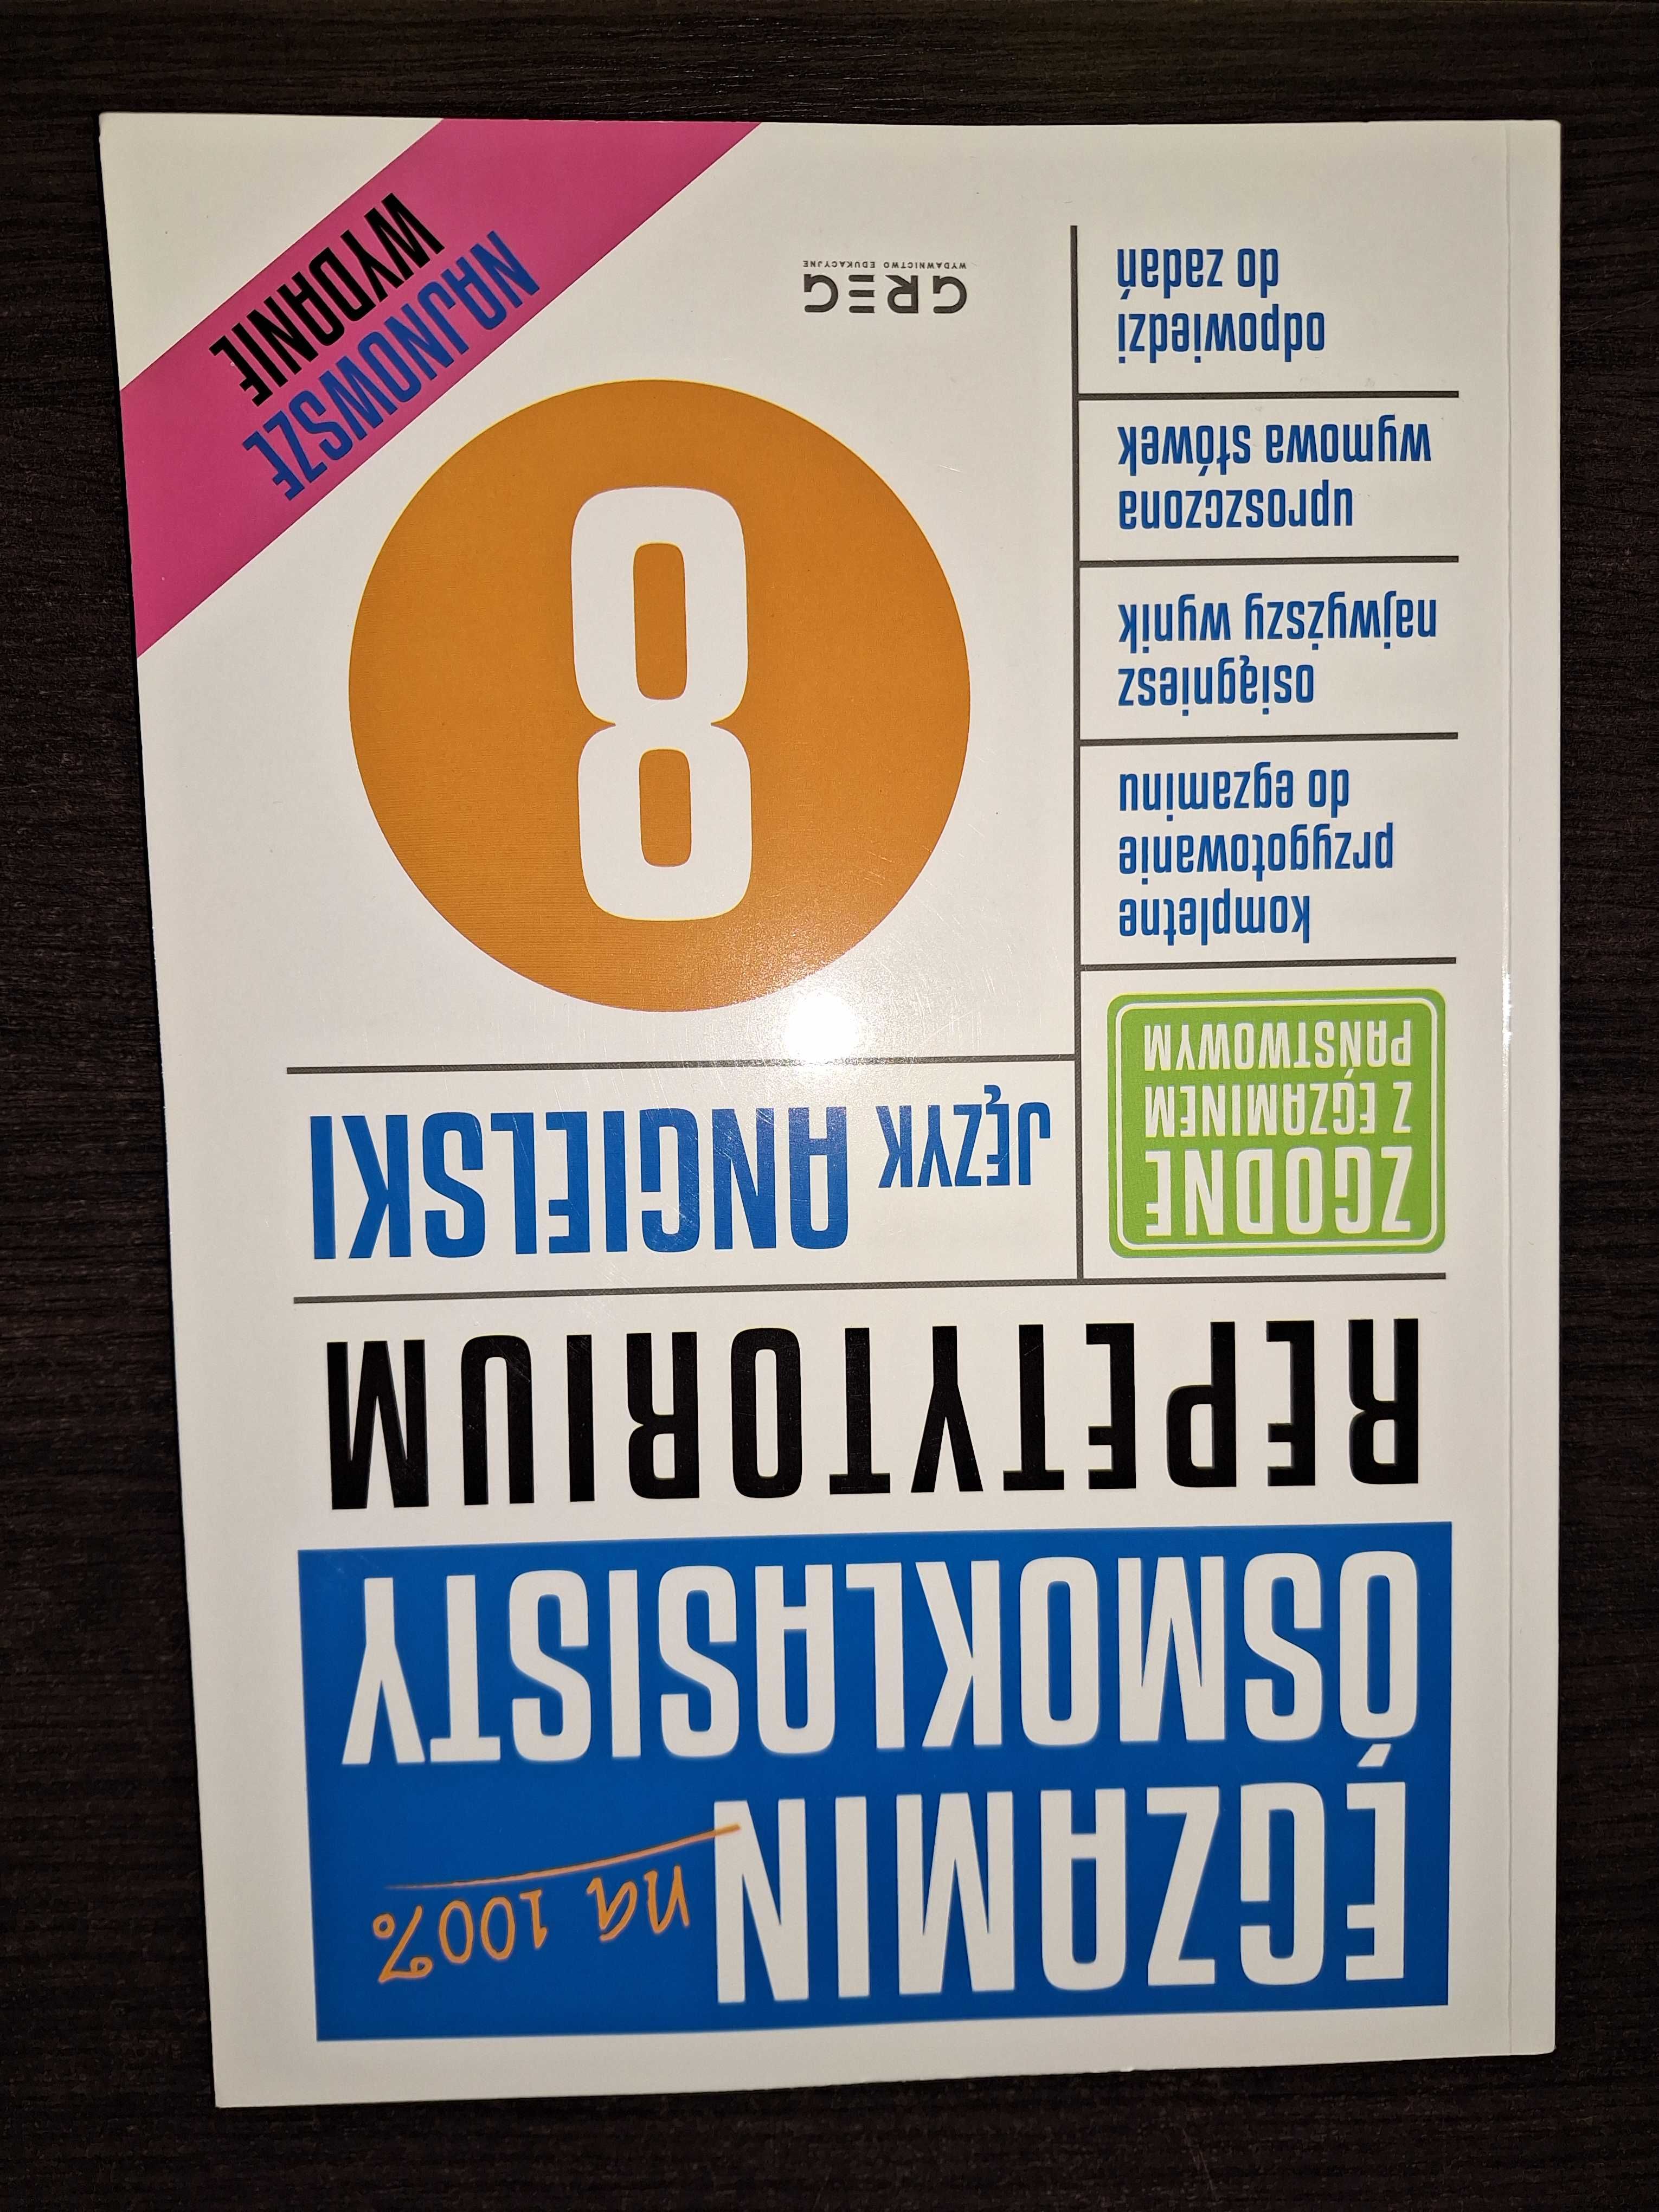 EGZAMIN
na 100%
ÓSMOKLASISTY
REPETYTORIUM
JĘZYK ANGIELSKI
ZGODNE
Z EGZAMINEM
PAŃSTWOWYM
kompletne
przygotowanie
do egzaminu
osiągniesz
najwyższy wynik
uproszczona
wymowa słówek
odpowiedzi
do zadań
8
GREG
WYDAWNICTWO EDUKACYJNE
NAJNOWSZE
WYDANIE